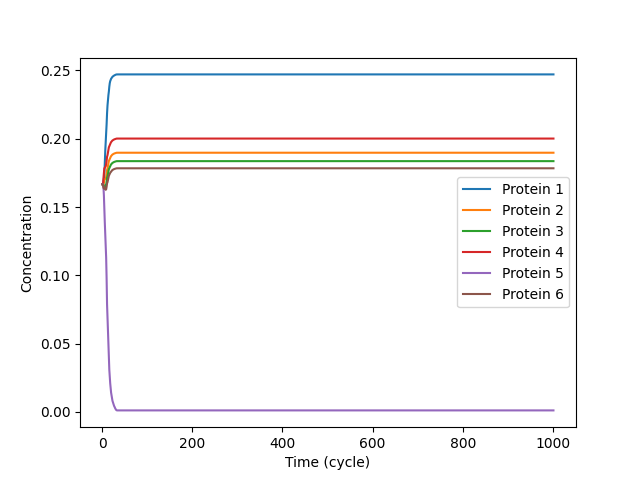 0.25
0.20
0.15
0.10
0.05
0.00
Concentration
0
200
400
600
800
1000
Time (cycle)
Protein 1
Protein 2
Protein 3
Protein 4
Protein 5
Protein 6